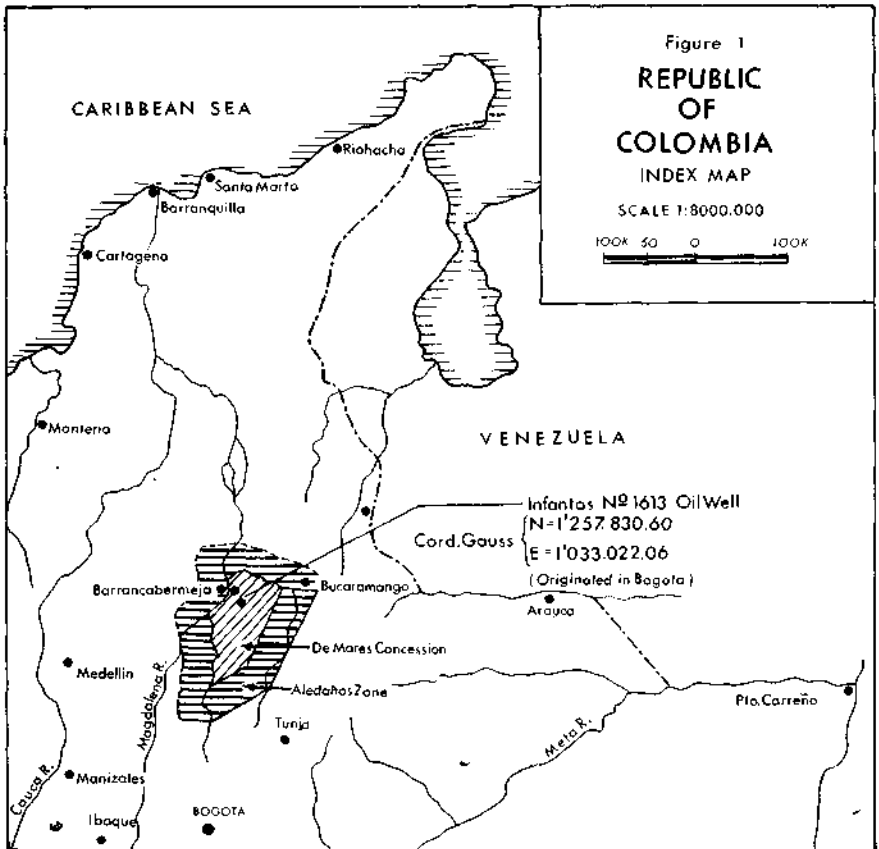 Figure 1
REPUBLIC
OF
COLOMBIA
INDEX MAP
SCALE 1:8000.000
100K 50 0 100K
CARIBBEAN SEA
Riohacha
Santa Marta
Barranquilla
Cartagena
Monteria
VENEZUELA
Infantas Nº 1613 Oil Well
Cord. Gauss
N=1'257.830.60
E=1'033.022.06
(Originated in Bogota)
Barrancabermeja
Bucaramanga
Arauca
De Mares Concession
Medellin
Magdalena R.
Aledaños Zone
Pto. Carreño
Tunja
Meta R.
Manizales
Cauca R.
Ibaque
BOGOTA